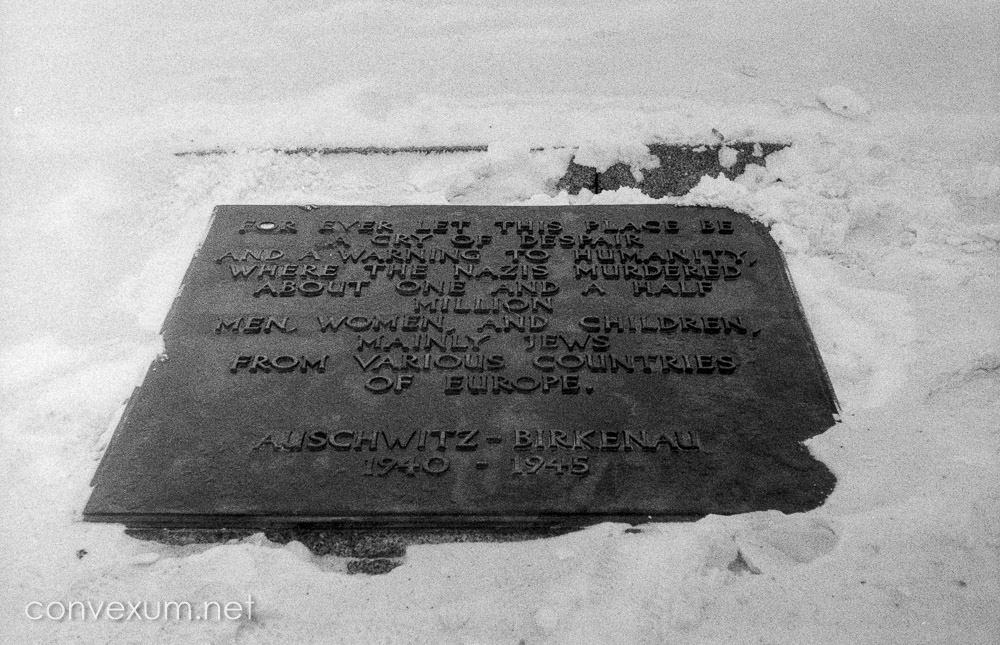 FOR EVER LET THIS PLACE BE
A CRY OF DESPAIR
AND A WARNING TO HUMANITY,
WHERE THE NAZIS MURDERED
ABOUT ONE AND A HALF
MILLION
MEN, WOMEN, AND CHILDREN,
MAINLY JEWS
FROM VARIOUS COUNTRIES
OF EUROPE.
AUSCHWITZ - BIRKENAU
1940 - 1945
convexum.net